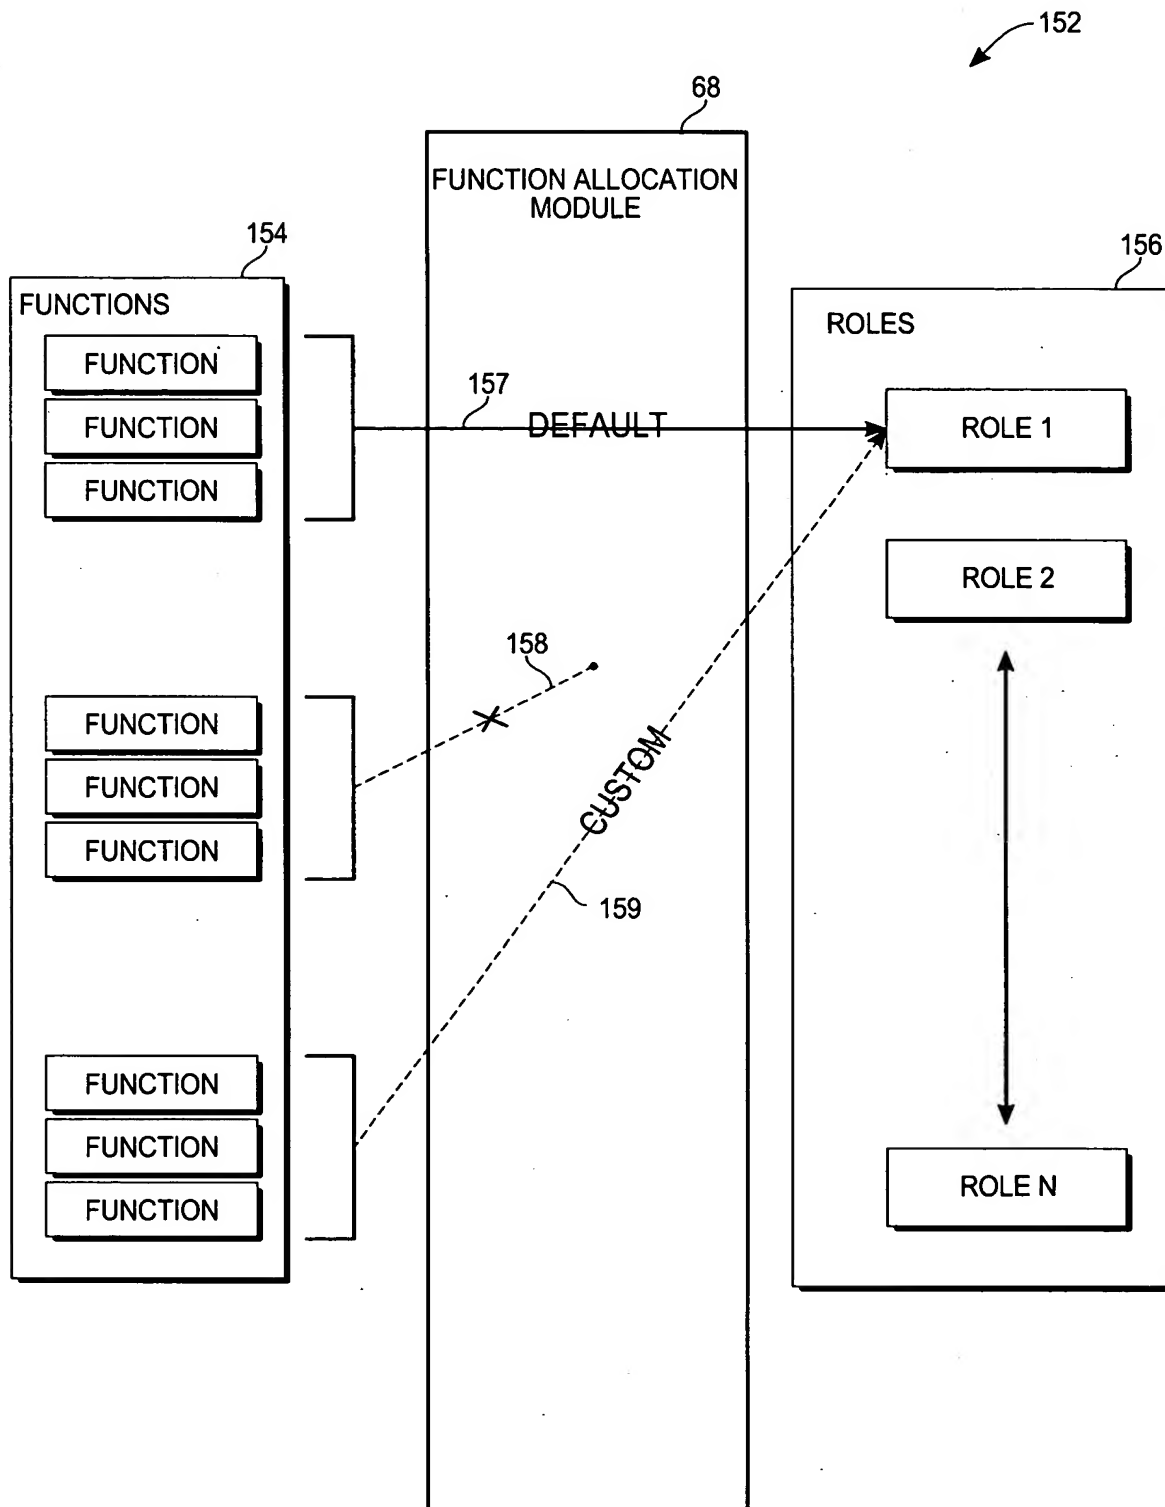 152
68
FUNCTION ALLOCATION
MODULE
154
156
FUNCTIONS
ROLES
FUNCTION
FUNCTION
FUNCTION
157
DEFAULT
ROLE 1
ROLE 2
158
FUNCTION
FUNCTION
FUNCTION
CUSTOM
159
FUNCTION
FUNCTION
FUNCTION
ROLE N